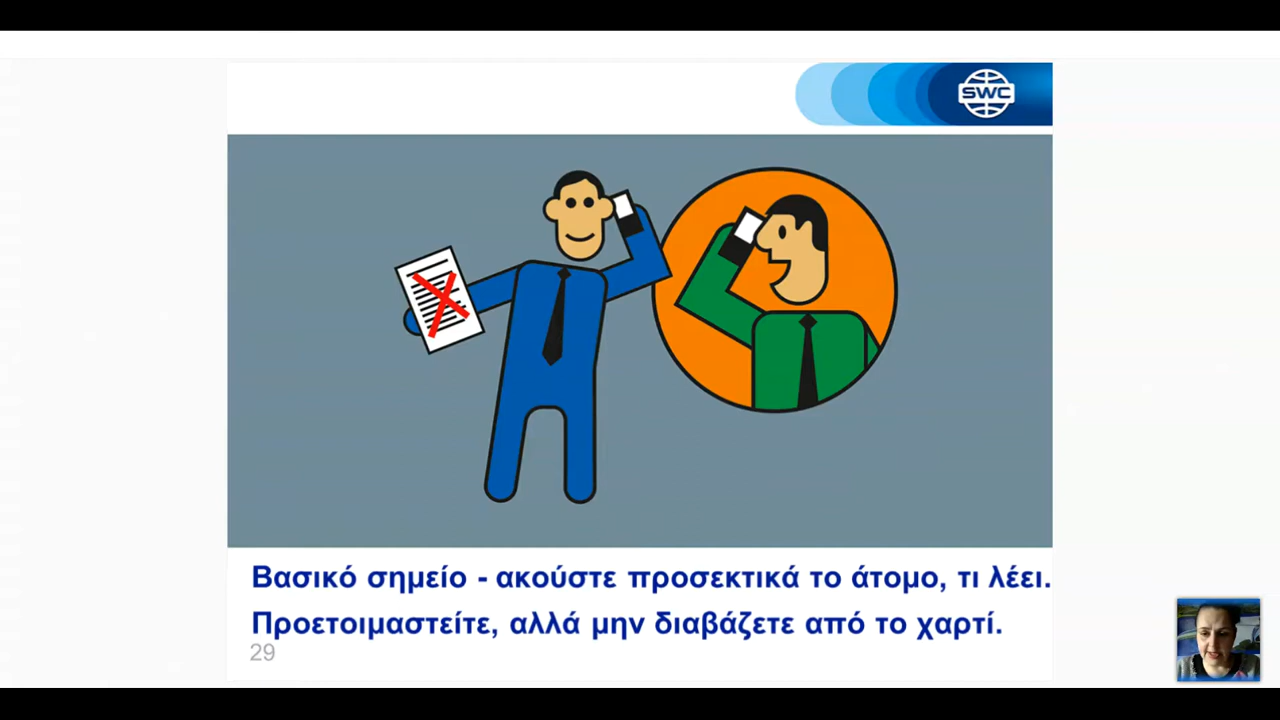 SWC
Βασικό σημείο - ακούστε προσεκτικά το άτομο, τι λέει.
Προετοιμαστείτε, αλλά μην διαβάζετε από το χαρτί.
29